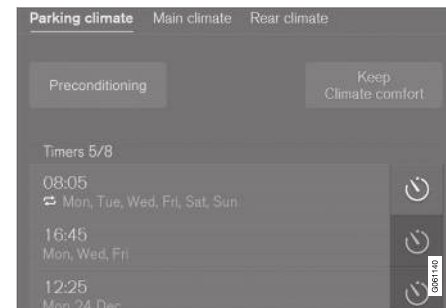 Parking climate Main climate Rear climate
Preconditioning
Keep
Climate comfort
Timers 5/8
08:05
Mon, Tue, Wed, Fri, Sat, Sun
16:45
Mon, Wed, Fri
12:25
Mon 24 Dec
G061140